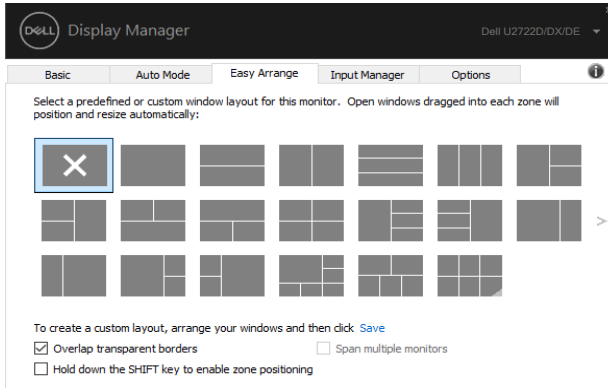 DELL Display Manager Dell U2722D/DX/DE
Basic Auto Mode Easy Arrange Input Manager Options
Select a predefined or custom window layout for this monitor. Open windows dragged into each zone will
position and resize automatically:
To create a custom layout, arrange your windows and then click Save
Overlap transparent borders Span multiple monitors
Hold down the SHIFT key to enable zone positioning